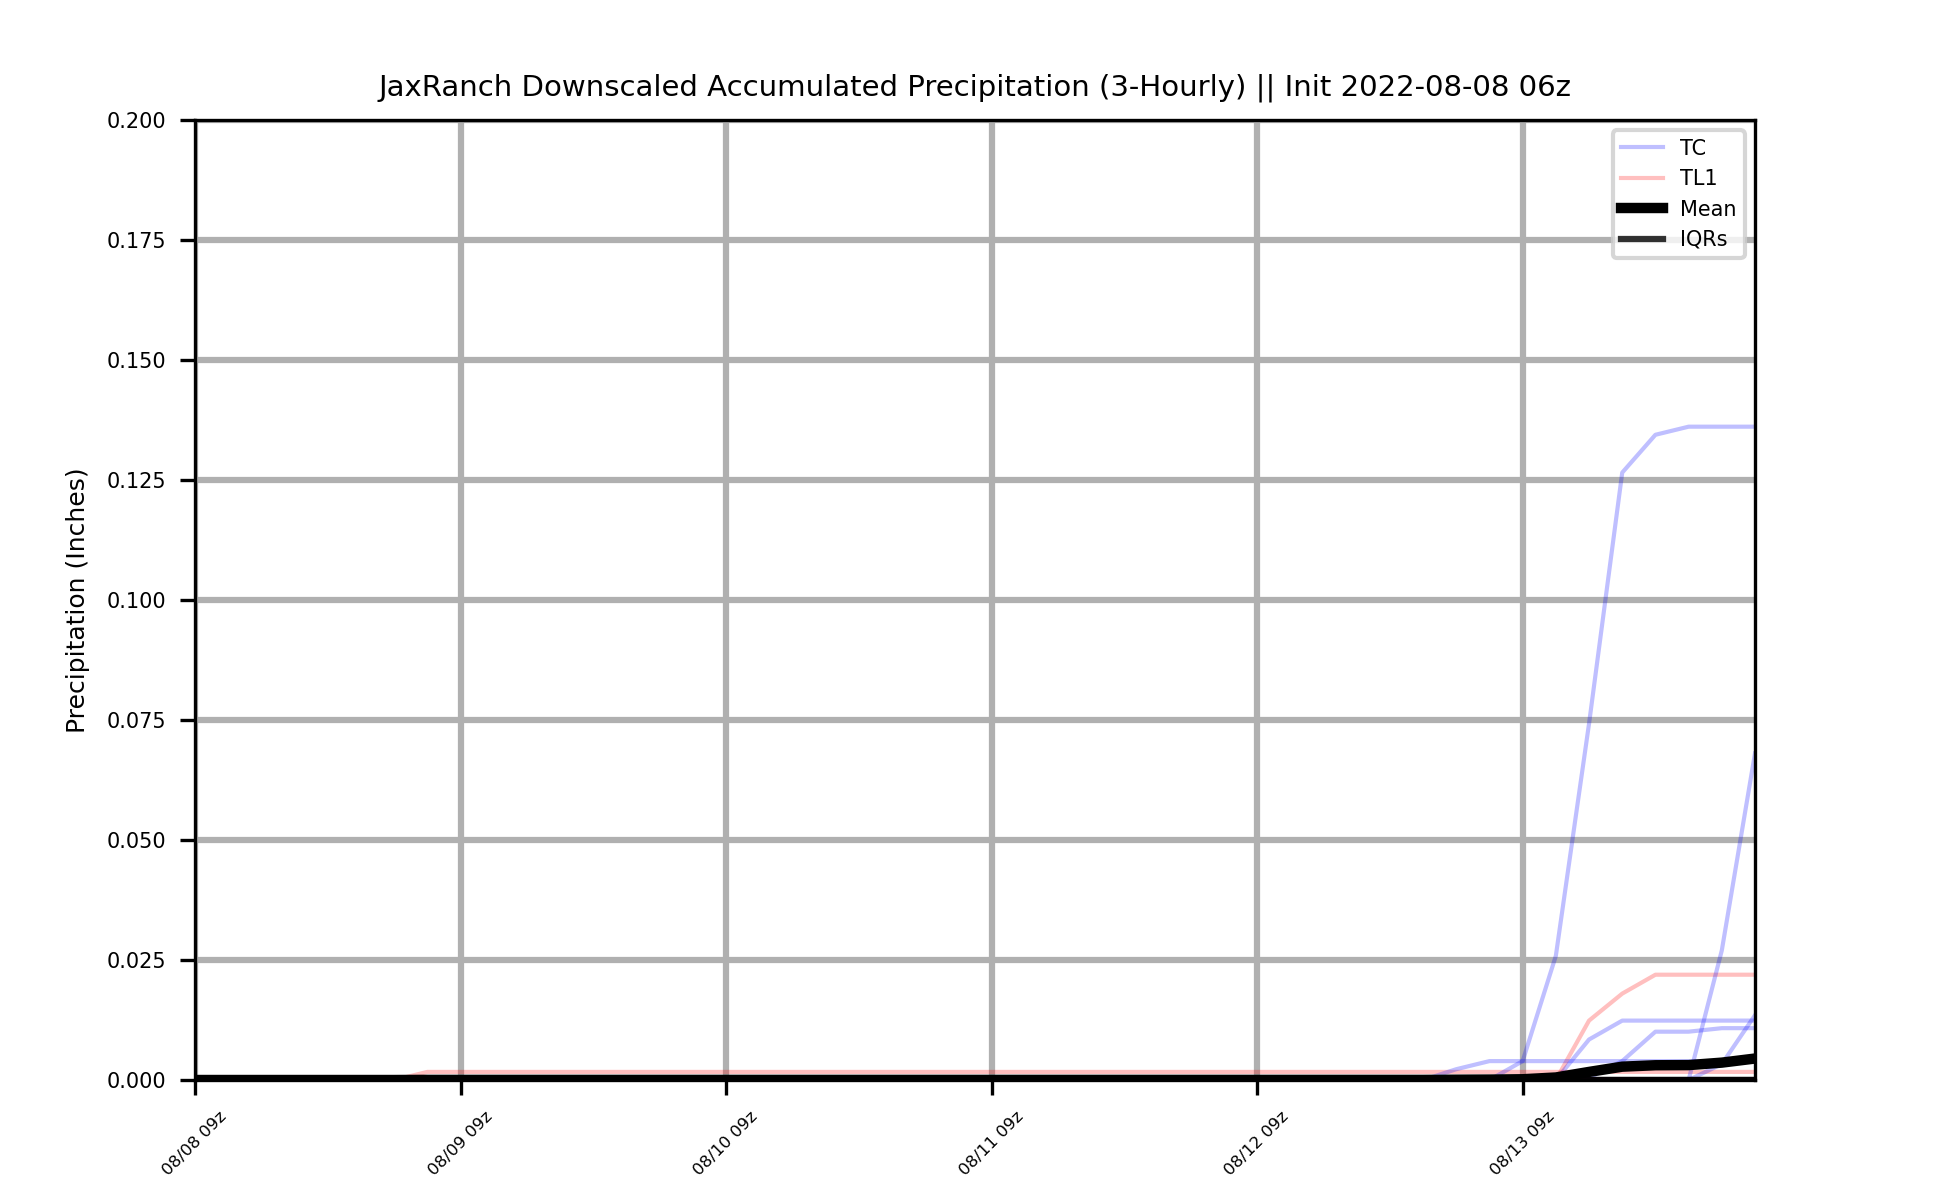 JaxRanch Downscaled Accumulated Precipitation (3-Hourly) || Init 2022-08-08 06z
0.200
0.175
0.150
0.125
0.100
0.075
0.050
0.025
0.000
Precipitation (Inches)
TC
TL1
Mean
IQRs
08/08 09z
08/09 09z
08/10 09z
08/11 09z
08/12 09z
08/13 09z